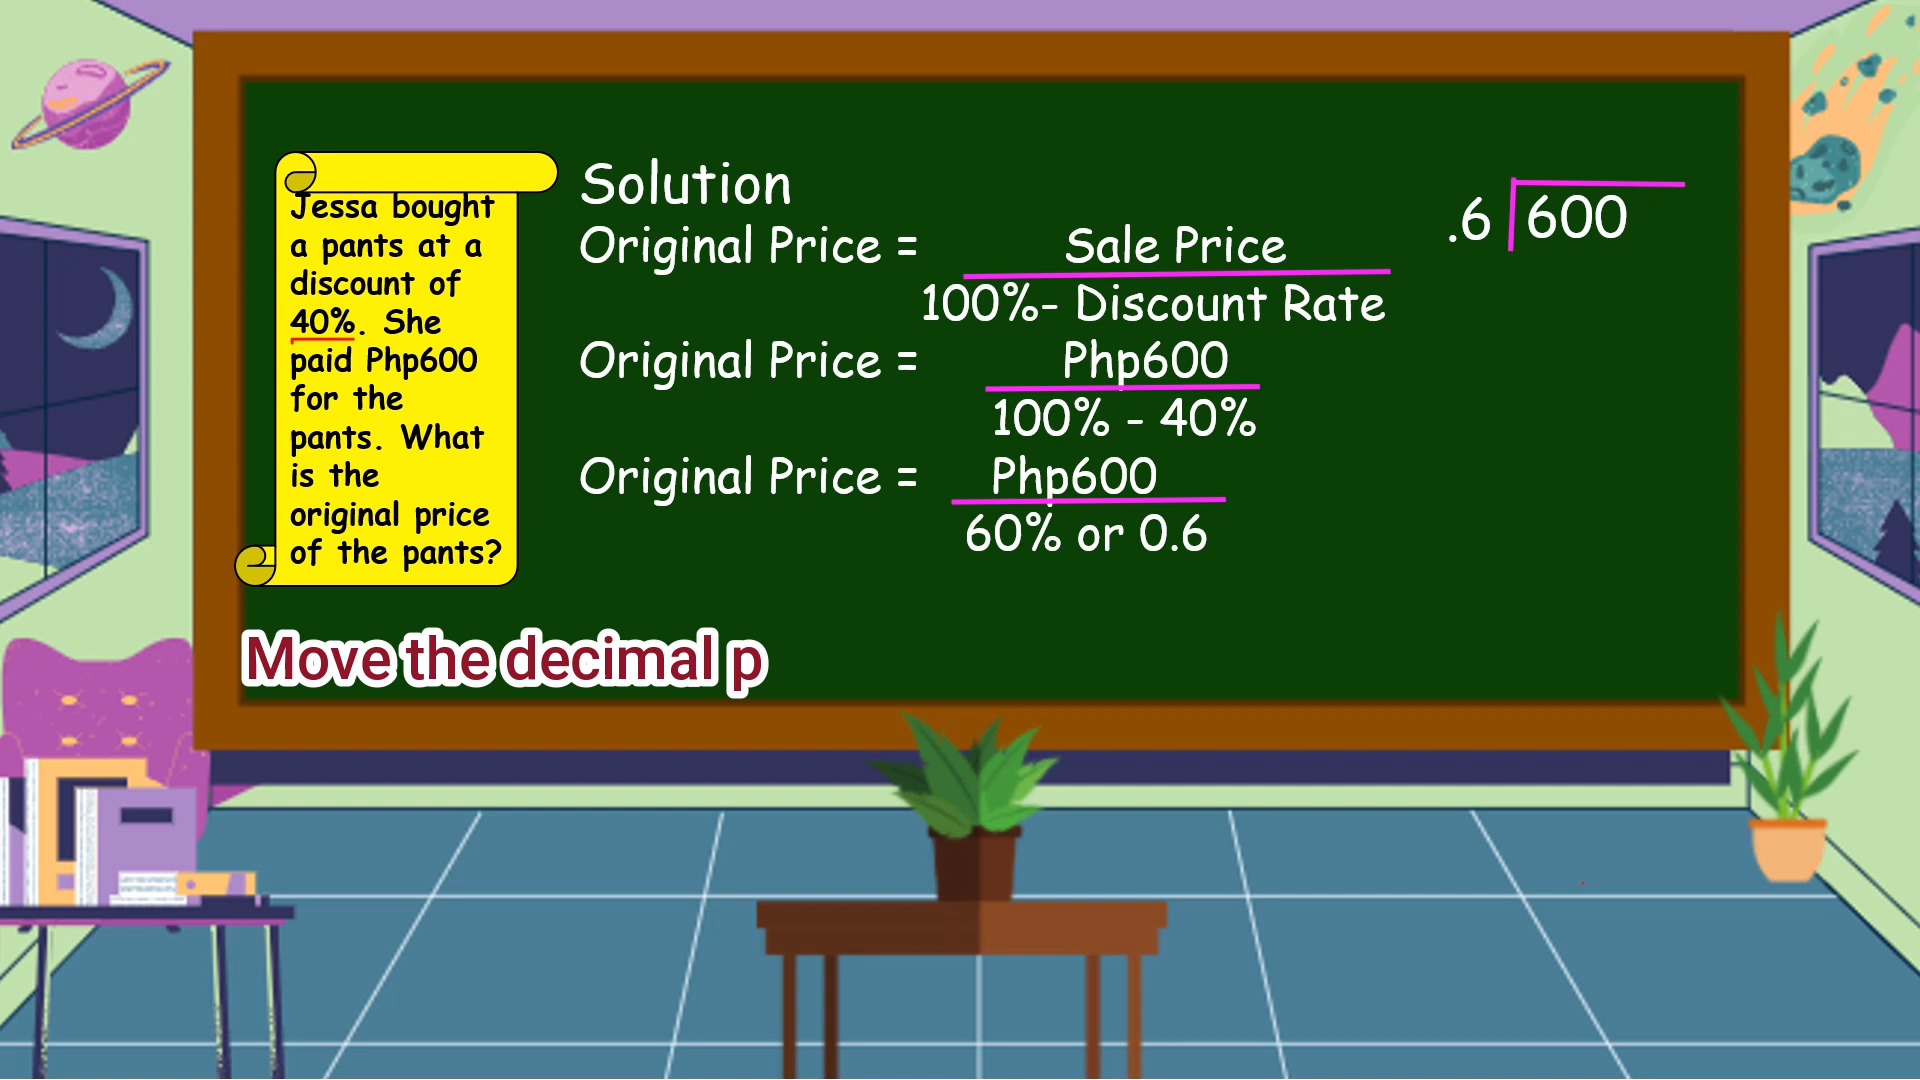 Jessa bought
a pants at a
discount of
40%. She
paid Php600
for the
pants. What
is the
original price
of the pants?
Solution
Original Price = Sale Price
100%- Discount Rate
Original Price = Php600
100% - 40%
Original Price = Php600
60% or 0.6
.6 600
Move the decimal p